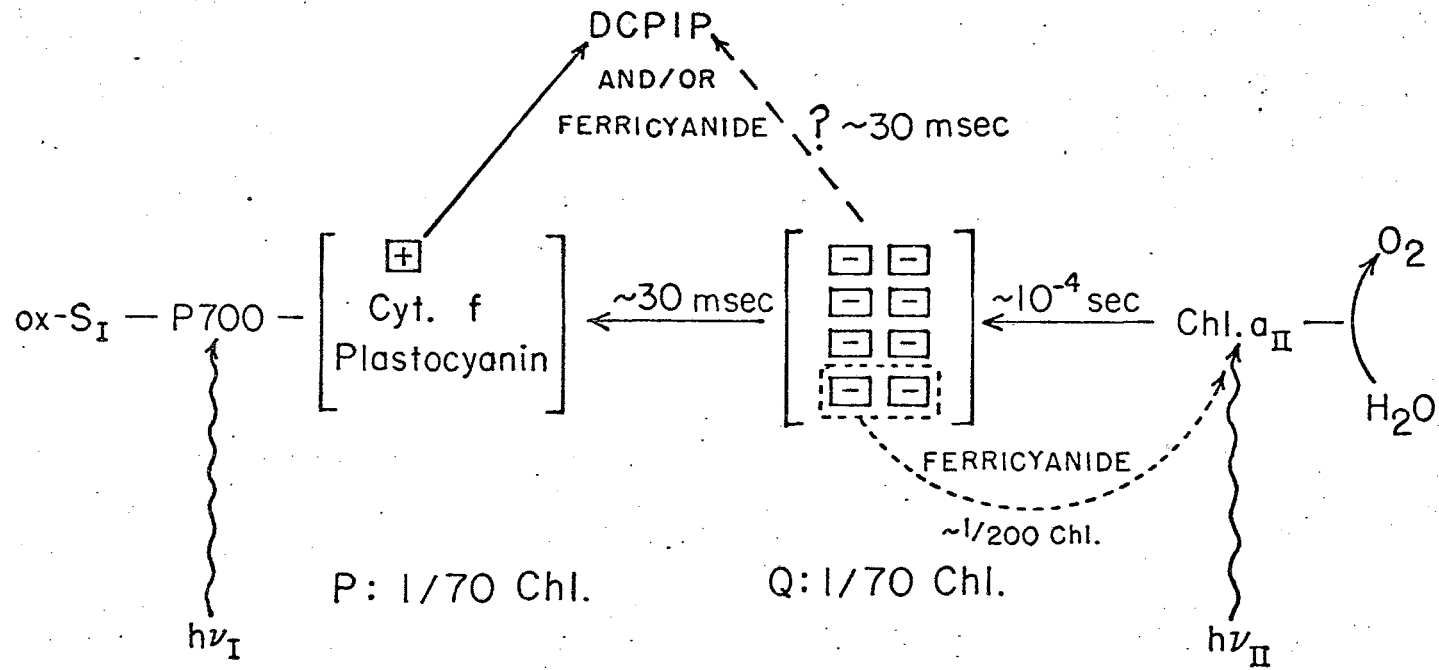 DCPIP
AND/OR
FERRICYANIDE
? ~30 msec
+
Cyt. f
Plastocyanin
ox-S_I — P700 —
~30 msec
- -
- -
- -
- -
~10⁻⁴ sec
Chl. a_II —
O₂
H₂O
FERRICYANIDE
~1/200 Chl.
P: 1/70 Chl.
Q: 1/70 Chl.
hν_I
hν_II